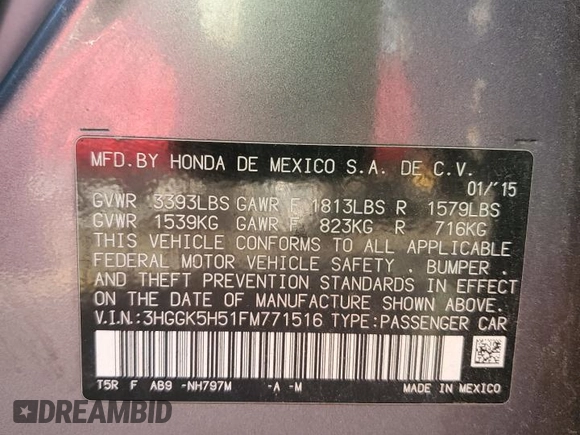 MFD.BY HONDA DE MEXICO S.A. DE C.V.
01/'15
GVWR 3393LBS GAWR F 1813LBS R 1579LBS
GVWR 1539KG GAWR F 823KG R 716KG
THIS VEHICLE CONFORMS TO ALL APPLICABLE
FEDERAL MOTOR VEHICLE SAFETY . BUMPER .
AND THEFT PREVENTION STANDARDS IN EFFECT
ON THE DATE OF MANUFACTURE SHOWN ABOVE.
V.I.N.:3HGGK5H51FM771516 TYPE:PASSENGER CAR
T5R F AB9 -NH797M -A -M
MADE IN MEXICO
DREAMBID